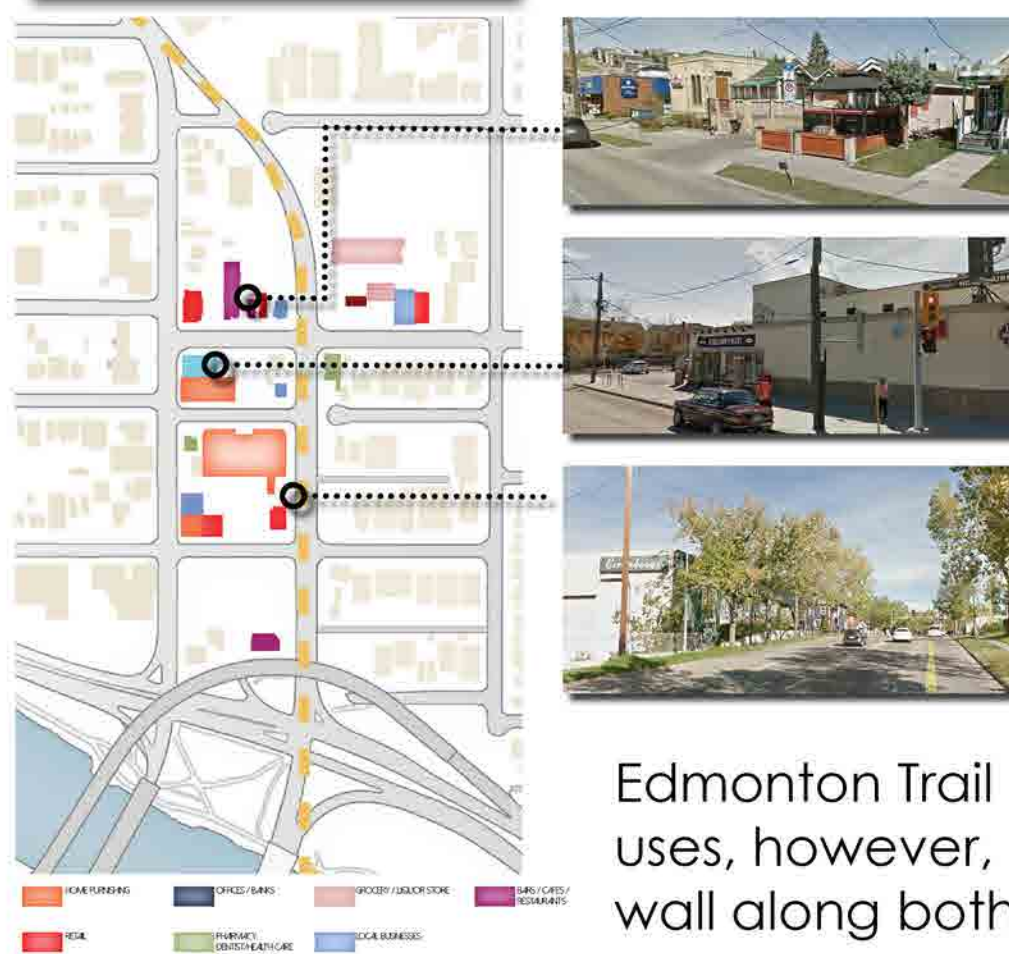 Edmonton Trail
uses, however,
wall along both
HOME FURNISHING
OFFICES / BANKS
GROCERY / LIQUOR STORE
BARS / CAFES /
RESTAURANTS
RETAIL
PHARMACY/
DENTIST/HEALTH CARE
LOCAL BUSINESSES